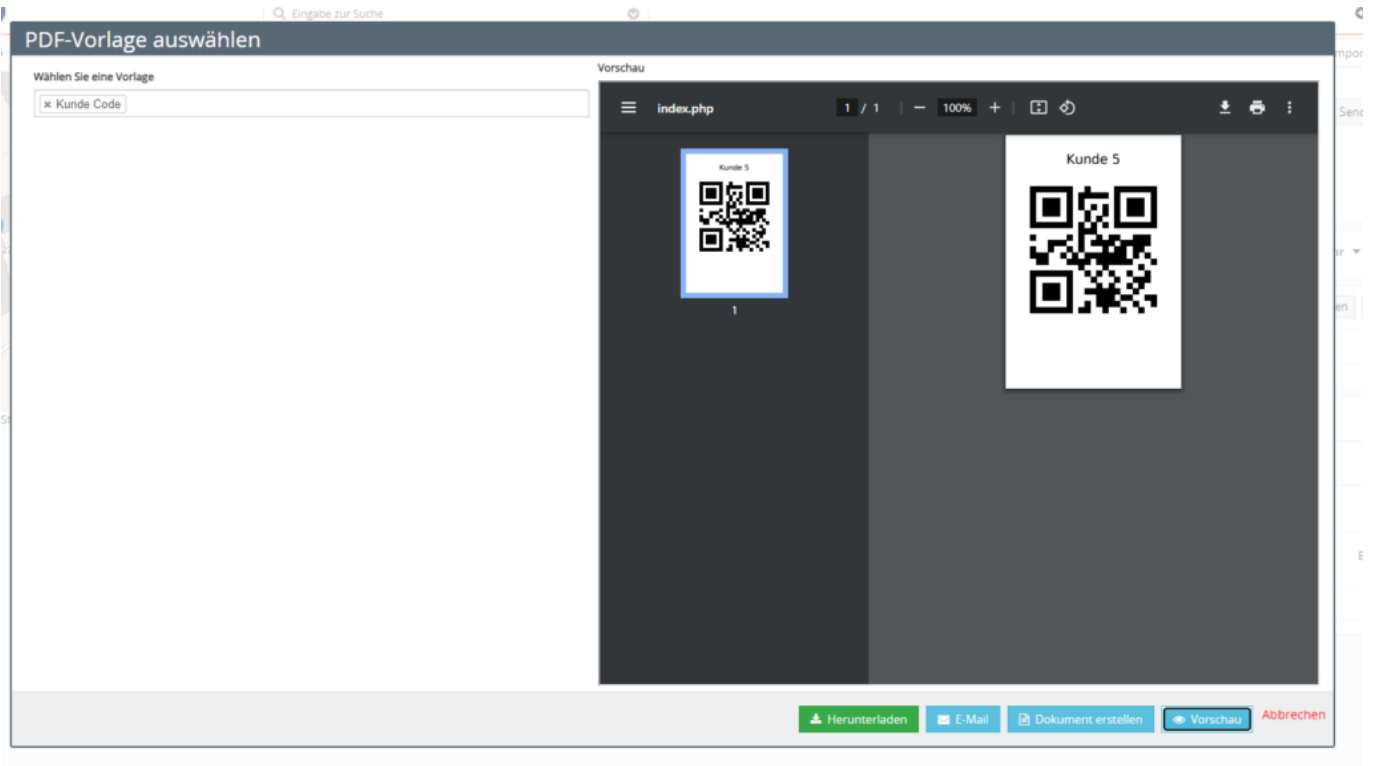 Eingabe zur Suche
PDF-Vorlage auswählen
Wählen Sie eine Vorlage
× Kunde Code
Vorschau
index.php
1 / 1
100%
Kunde 5
1
Kunde 5
Herunterladen
E-Mail
Dokument erstellen
Vorschau
Abbrechen